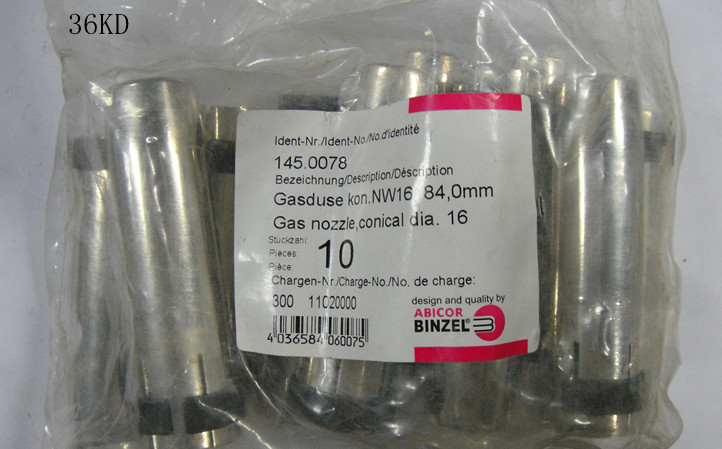 36KD
Ident-Nr./Ident-No./No.d'identité
145.0078
Bezeichnung/Description/Déscription
Gasduse kon.NW16 84,0mm
Gas nozzle,conical dia. 16
Stückzahl:
Pieces: 10
Pièce
Chargen-Nr./Charge-No./No. de charge:
300 11020000
design and quality by
ABICOR
BINZEL®
4 036584 060075